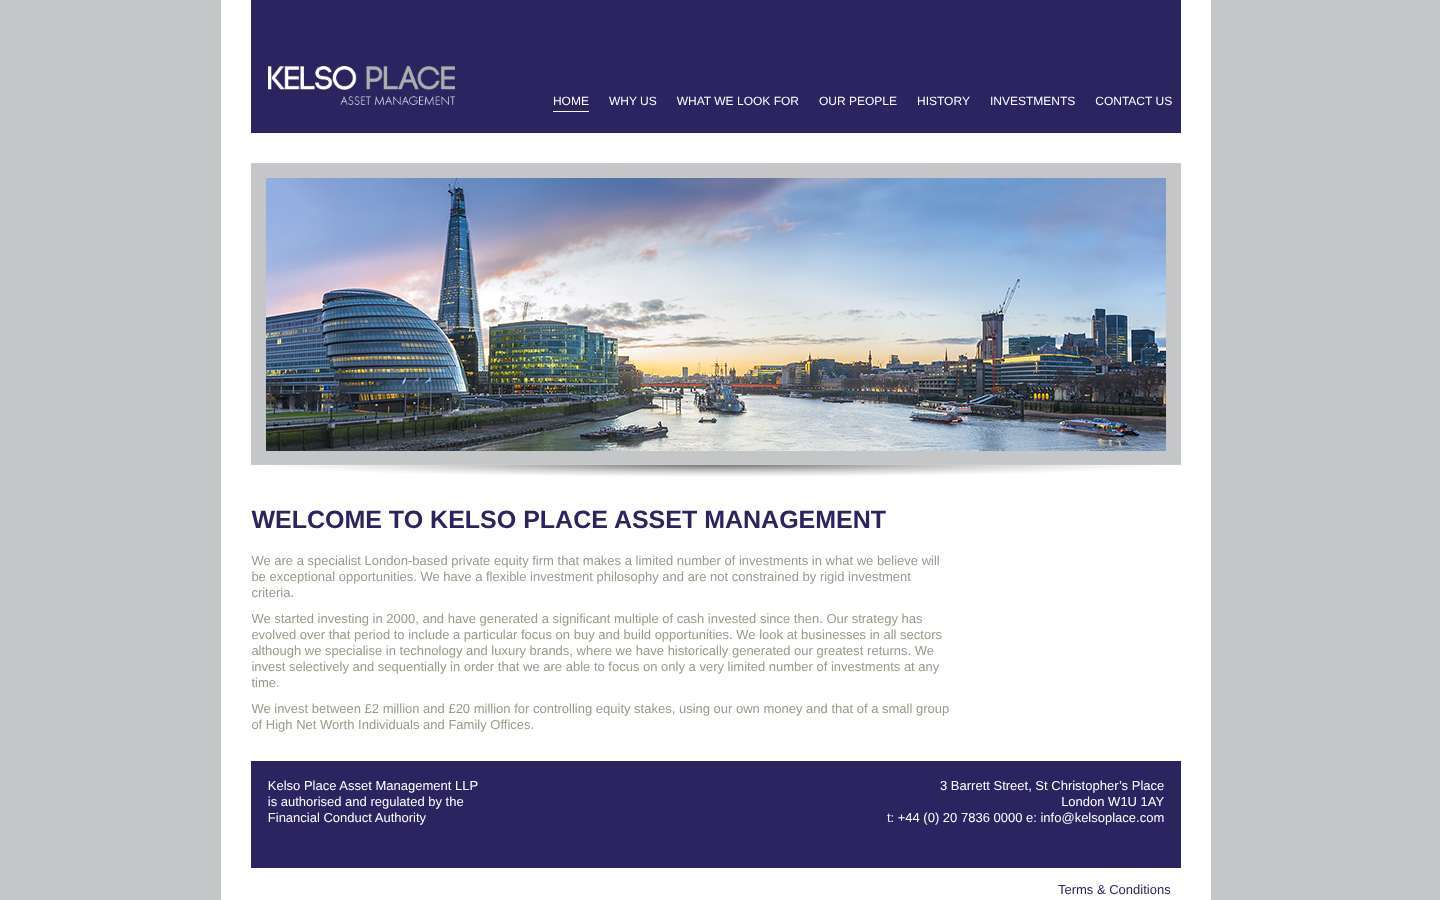 KELSO PLACE
ASSET MANAGEMENT
HOME WHY US WHAT WE LOOK FOR OUR PEOPLE HISTORY INVESTMENTS CONTACT US
WELCOME TO KELSO PLACE ASSET MANAGEMENT
We are a specialist London-based private equity firm that makes a limited number of investments in what we believe will
be exceptional opportunities. We have a flexible investment philosophy and are not constrained by rigid investment
criteria.
We started investing in 2000, and have generated a significant multiple of cash invested since then. Our strategy has
evolved over that period to include a particular focus on buy and build opportunities. We look at businesses in all sectors
although we specialise in technology and luxury brands, where we have historically generated our greatest returns. We
invest selectively and sequentially in order that we are able to focus on only a very limited number of investments at any
time.
We invest between £2 million and £20 million for controlling equity stakes, using our own money and that of a small group
of High Net Worth Individuals and Family Offices.
Kelso Place Asset Management LLP
is authorised and regulated by the
Financial Conduct Authority
3 Barrett Street, St Christopher's Place
London W1U 1AY
t: +44 (0) 20 7836 0000 e: info@kelsoplace.com
Terms & Conditions